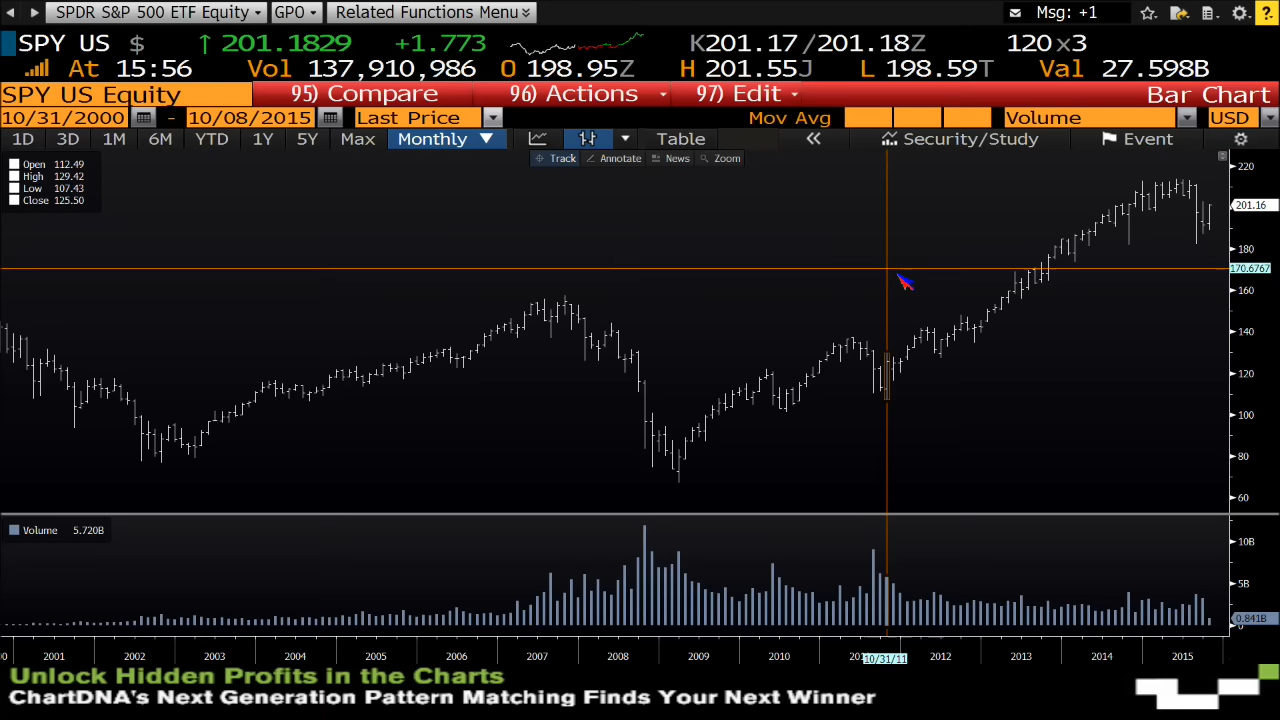 SPDR S&P 500 ETF Equity GPO Related Functions Menu Msg: +1 ?
SPY US $ ↑ 201.1829 +1.773 K201.17/201.18Z 120x3
At 15:56 Vol 137,910,986 O 198.95Z H 201.55J L 198.59T Val 27.598B
SPY US Equity 95) Compare 96) Actions 97) Edit Bar Chart
10/31/2000 - 10/08/2015 Last Price Mov Avg Volume USD
1D 3D 1M 6M YTD 1Y 5Y Max Monthly ▼ Table « Security/Study Event
Track Annotate News Zoom
Open 112.49
High 129.42
Low 107.43
Close 125.50
220
201.16
180
170.6767
160
140
120
100
80
60
Volume 5.720B
10B
5B
0.841B
0
00 2001 2002 2003 2004 2005 2006 2007 2008 2009 2010 201 10/31/11 2012 2013 2014 2015
Unlock Hidden Profits in the Charts
ChartDNA's Next Generation Pattern Matching Finds Your Next Winner